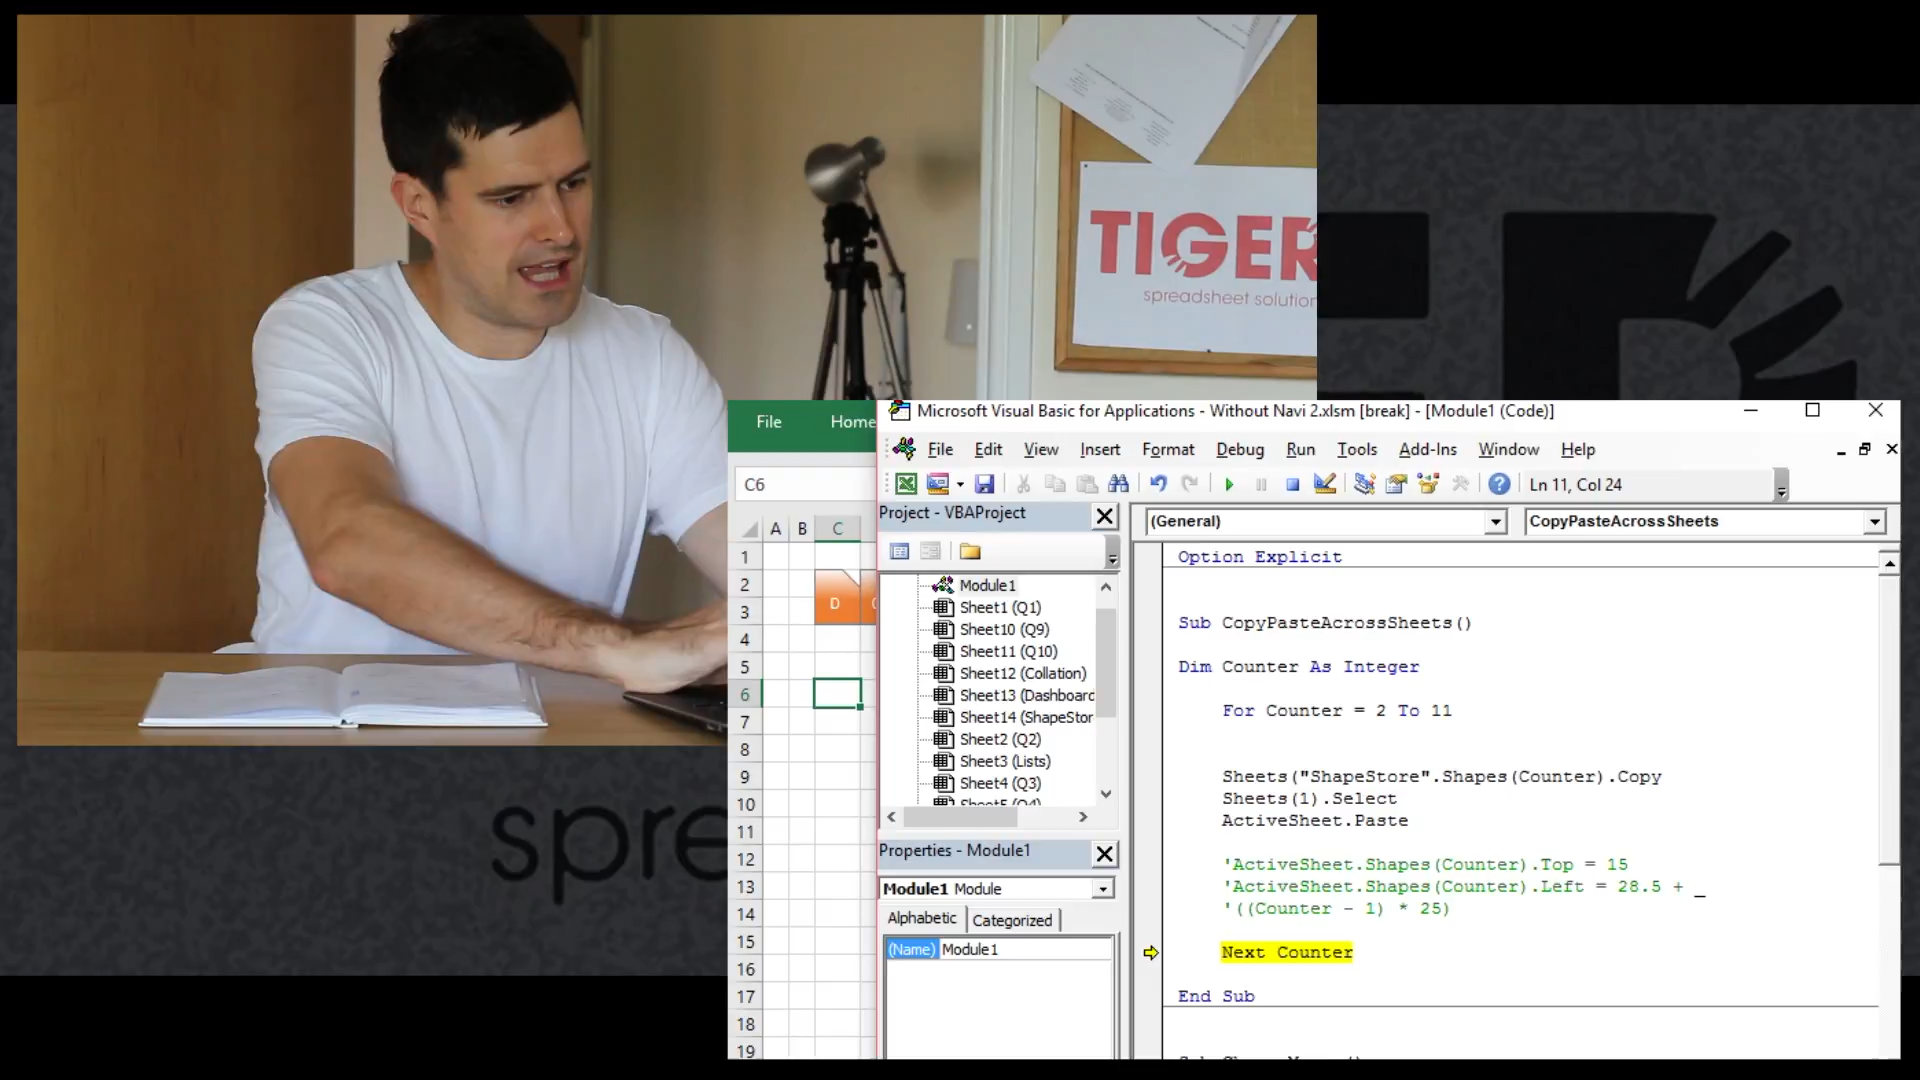 TIGER
spreadsheet solution
spre
File
Home
C6
A B C
1
2
3
4
5
6
7
8
9
10
11
12
13
14
15
16
17
18
19
D
Microsoft Visual Basic for Applications - Without Navi 2.xlsm [break] - [Module1 (Code)]
File Edit View Insert Format Debug Run Tools Add-Ins Window Help
Ln 11, Col 24
Project - VBAProject
Module1
Sheet1 (Q1)
Sheet10 (Q9)
Sheet11 (Q10)
Sheet12 (Collation)
Sheet13 (Dashboard
Sheet14 (ShapeStor
Sheet2 (Q2)
Sheet3 (Lists)
Sheet4 (Q3)
Sheet5 (Q4)
Properties - Module1
Module1 Module
Alphabetic Categorized
(Name) Module1
(General)
CopyPasteAcrossSheets
Option Explicit
Sub CopyPasteAcrossSheets()
Dim Counter As Integer
For Counter = 2 To 11
Sheets("ShapeStore".Shapes(Counter).Copy
Sheets(1).Select
ActiveSheet.Paste
'ActiveSheet.Shapes(Counter).Top = 15
'ActiveSheet.Shapes(Counter).Left = 28.5 + _
'((Counter - 1) * 25)
Next Counter
End Sub